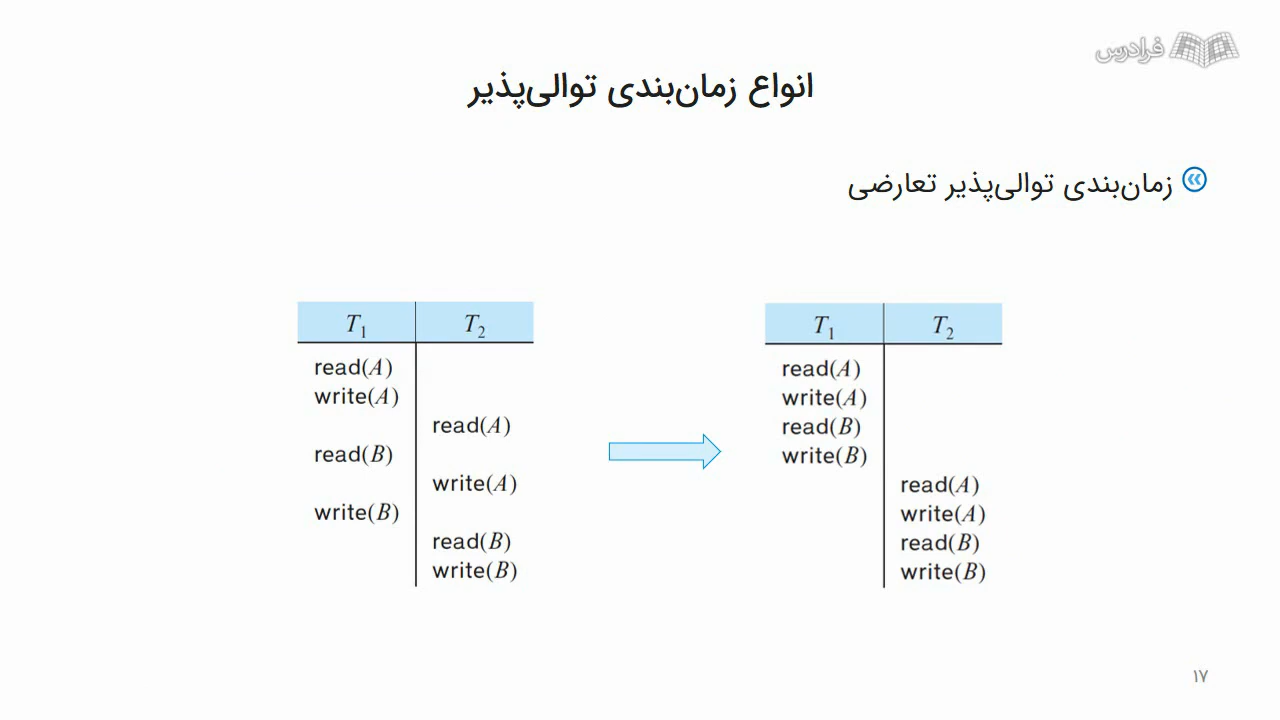 فرادرس
انواع زمان‌بندی توالی‌پذیر
زمان‌بندی توالی‌پذیر تعارضی
T1 T2
read(A)
write(A)
read(A)
read(B)
write(A)
write(B)
read(B)
write(B)
T1 T2
read(A)
write(A)
read(B)
write(B)
read(A)
write(A)
read(B)
write(B)
۱۷